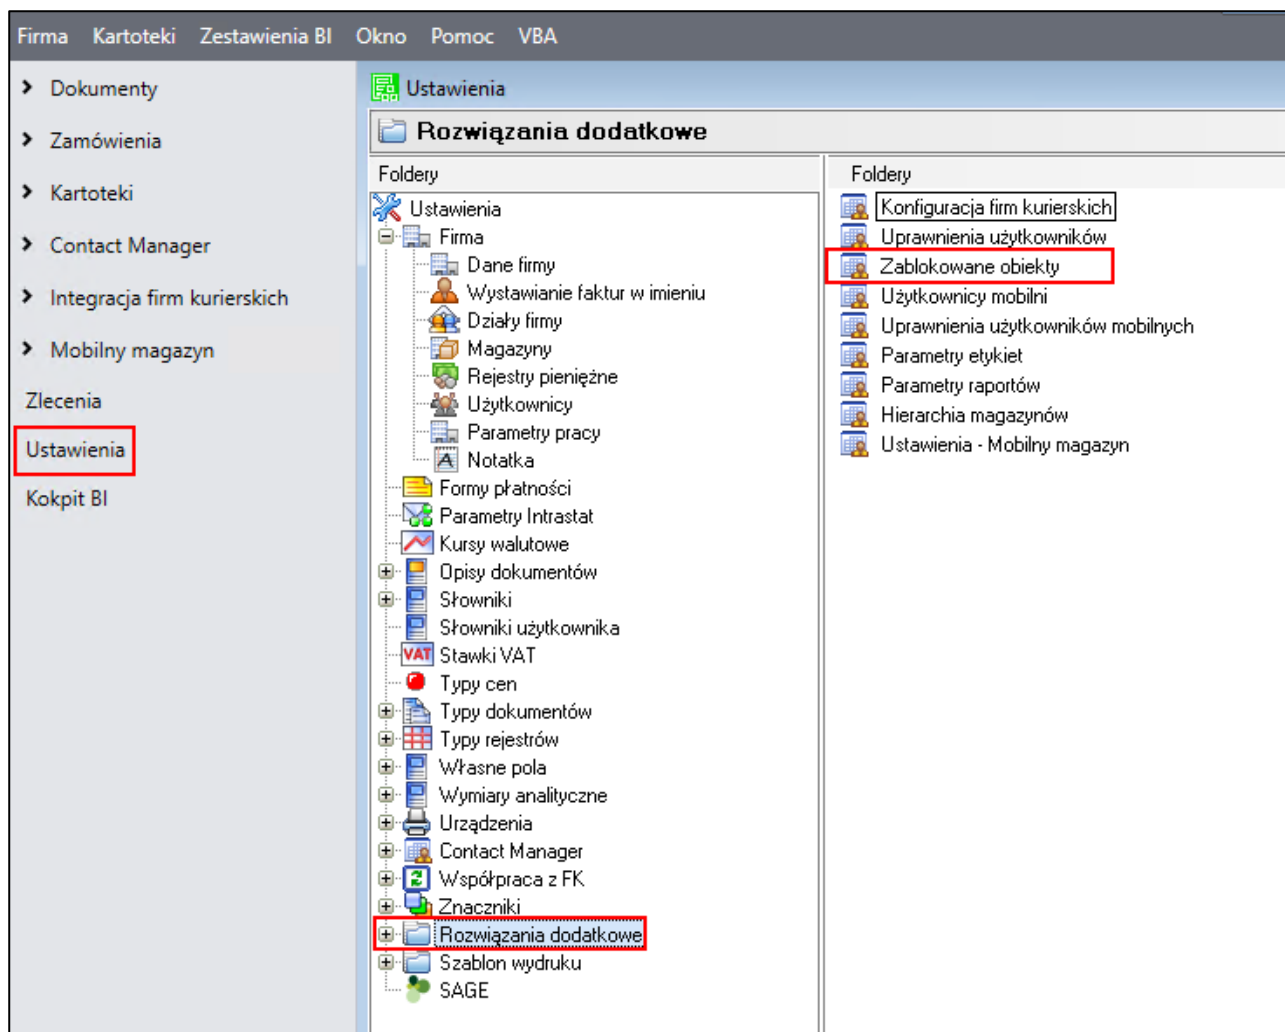 Firma Kartoteki Zestawienia BI Okno Pomoc VBA
Dokumenty
Zamówienia
Kartoteki
Contact Manager
Integracja firm kurierskich
Mobilny magazyn
Zlecenia
Ustawienia
Kokpit BI
Ustawienia
Rozwiązania dodatkowe
Foldery
Ustawienia
Firma
Dane firmy
Wystawianie faktur w imieniu
Działy firmy
Magazyny
Rejestry pieniężne
Użytkownicy
Parametry pracy
Notatka
Formy płatności
Parametry Intrastat
Kursy walutowe
Opisy dokumentów
Słowniki
Słowniki użytkownika
VAT Stawki VAT
Typy cen
Typy dokumentów
Typy rejestrów
Własne pola
Wymiary analityczne
Urządzenia
Contact Manager
Współpraca z FK
Znaczniki
Rozwiązania dodatkowe
Szablon wydruku
SAGE
Foldery
Konfiguracja firm kurierskich
Uprawnienia użytkowników
Zablokowane obiekty
Użytkownicy mobilni
Uprawnienia użytkowników mobilnych
Parametry etykiet
Parametry raportów
Hierarchia magazynów
Ustawienia - Mobilny magazyn